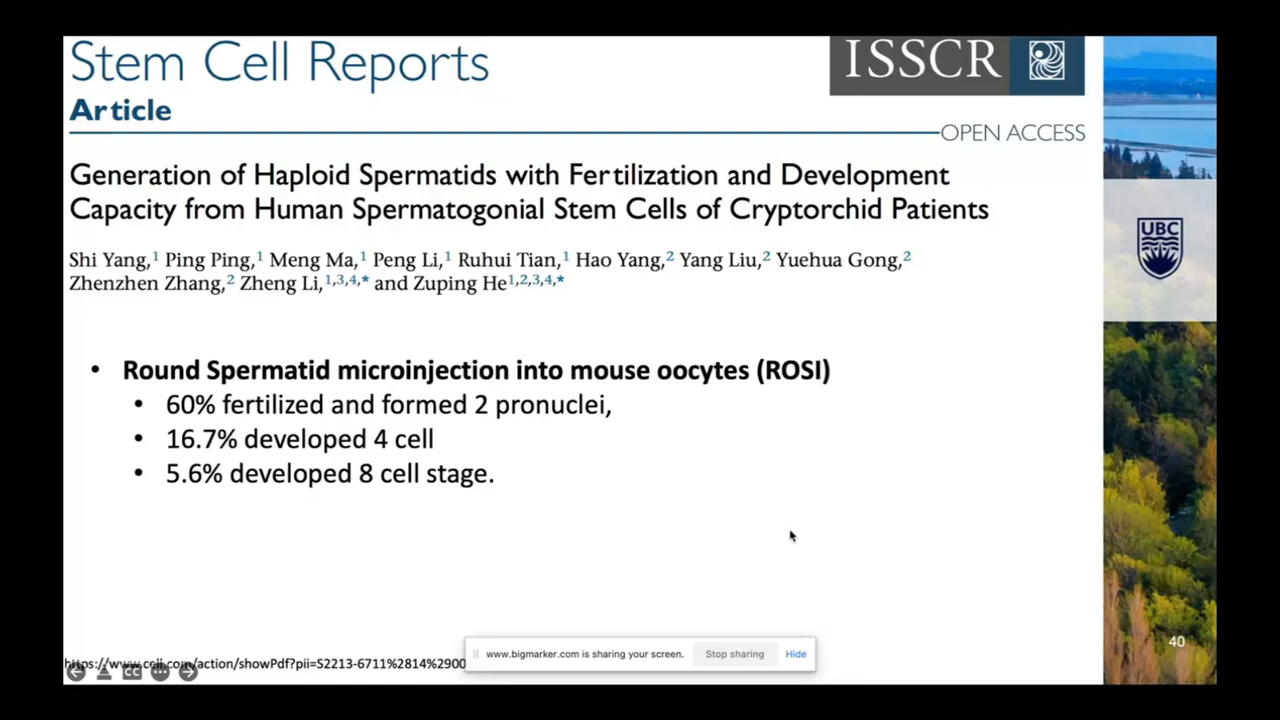 Stem Cell Reports
ISSCR
Article
OPEN ACCESS
Generation of Haploid Spermatids with Fertilization and Development
Capacity from Human Spermatogonial Stem Cells of Cryptorchid Patients
Shi Yang,1 Ping Ping,1 Meng Ma,1 Peng Li,1 Ruhui Tian,1 Hao Yang,2 Yang Liu,2 Yuehua Gong,2
Zhenzhen Zhang,2 Zheng Li,1,3,4,* and Zuping He1,2,3,4,*
UBC
• Round Spermatid microinjection into mouse oocytes (ROSI)
• 60% fertilized and formed 2 pronuclei,
• 16.7% developed 4 cell
• 5.6% developed 8 cell stage.
40
www.bigmarker.com is sharing your screen. Stop sharing Hide
https://www.cell.com/action/showPdf?pii=S2213-6711%2814%2900
CC